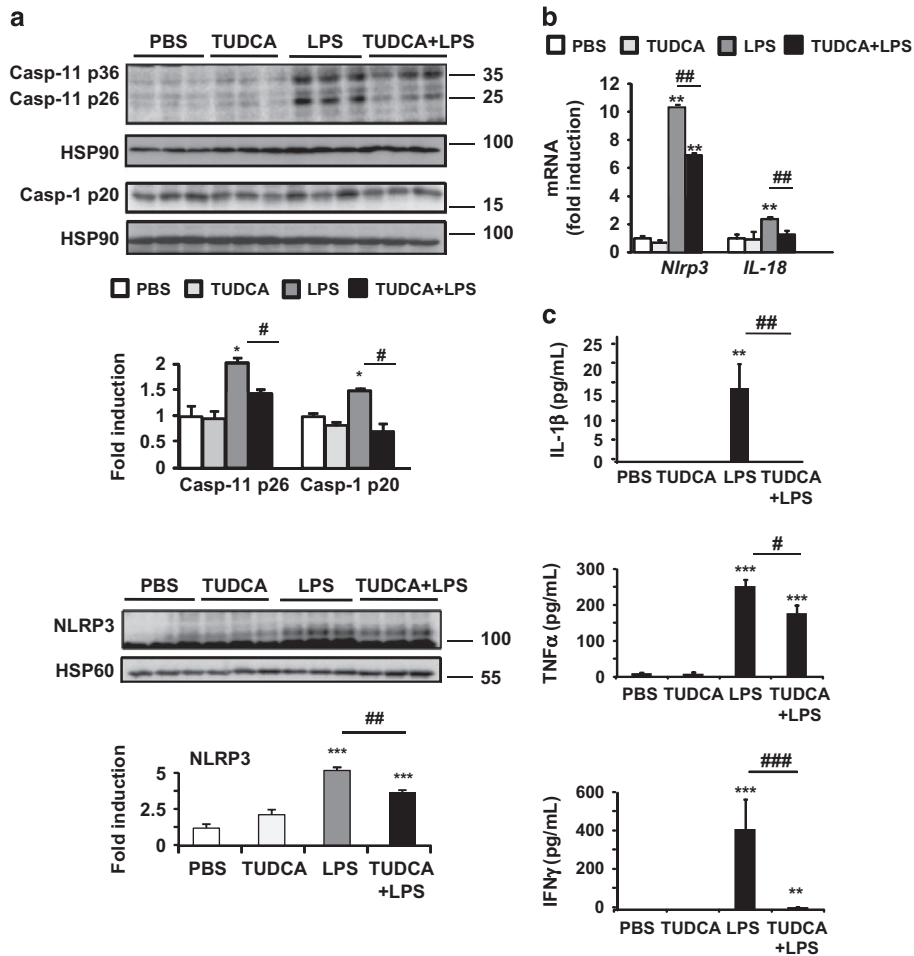 a
PBS TUDCA LPS TUDCA+LPS
Casp-11 p36
35
Casp-11 p26
25
HSP90
100
Casp-1 p20
15
HSP90
100
PBS TUDCA LPS TUDCA+LPS
Fold induction
2
1.5
1
0.5
0
*
#
*
#
Casp-11 p26 Casp-1 p20
PBS TUDCA LPS TUDCA+LPS
NLRP3
100
HSP60
55
NLRP3
Fold induction
5
2.5
0
***
##
***
PBS TUDCA LPS TUDCA
+LPS
b
PBS TUDCA LPS TUDCA+LPS
mRNA
(fold induction)
12
10
8
6
4
2
0
**
##
**
**
##
Nlrp3 IL-18
c
IL-1β (pg/mL)
25
20
15
10
5
0
**
##
PBS TUDCA LPS TUDCA
+LPS
TNFα (pg/mL)
300
200
100
0
***
#
***
PBS TUDCA LPS TUDCA
+LPS
IFNγ (pg/mL)
600
400
200
0
***
###
**
PBS TUDCA LPS TUDCA
+LPS